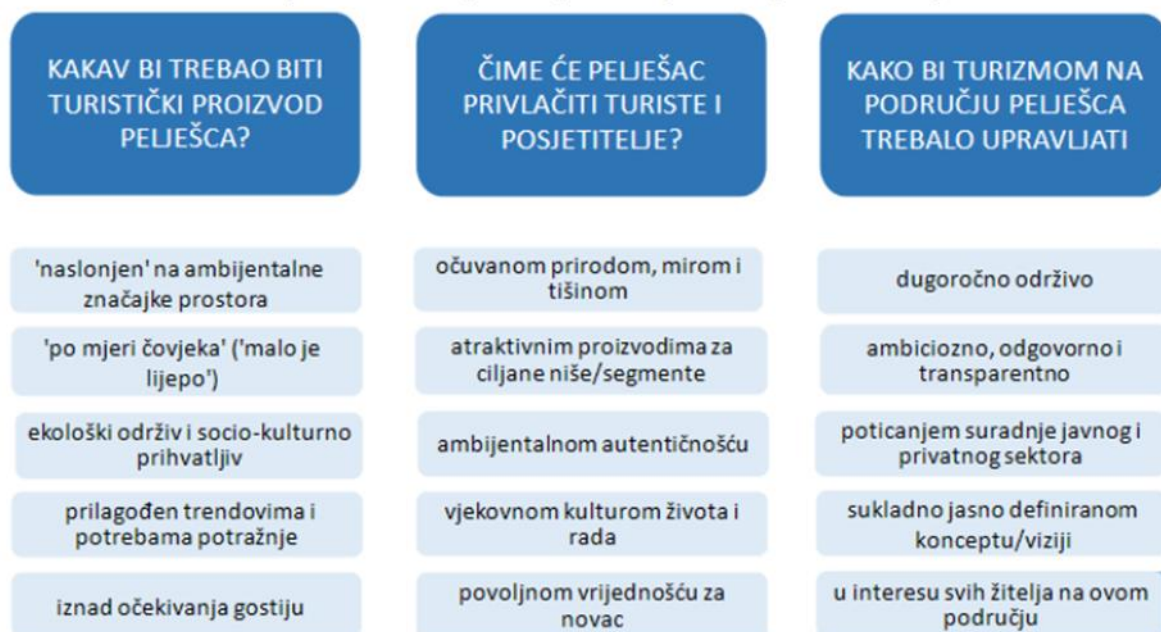 KAKAV BI TREBAO BITI
TURISTIČKI PROIZVOD
PELJEŠCA?
'naslonjen' na ambijentalne
značajke prostora
'po mjeri čovjeka' ('malo je
lijepo')
ekološki održiv i socio-kulturno
prihvatljiv
prilagođen trendovima i
potrebama potražnje
iznad očekivanja gostiju
ČIME ĆE PELJEŠAC
PRIVLAČITI TURISTE I
POSJETITELJE?
očuvanom prirodom, mirom i
tišinom
atraktivnim proizvodima za
ciljane niše/segmente
ambijentalnom autentičnošću
vjekovnom kulturom života i
rada
povoljnom vrijednošću za
novac
KAKO BI TURIZMOM NA
PODRUČJU PELJEŠCA
TREBALO UPRAVLJATI
dugoročno održivo
ambiciozno, odgovorno i
transparentno
poticanjem suradnje javnog i
privatnog sektora
sukladno jasno definiranom
konceptu/viziji
u interesu svih žitelja na ovom
području